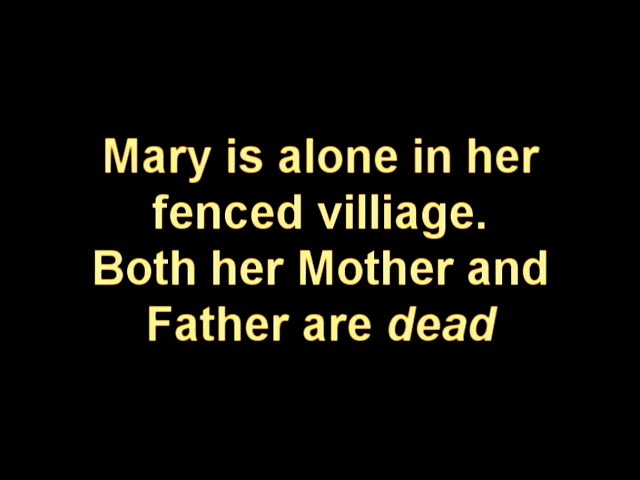 Mary is alone in her
fenced villiage.
Both her Mother and
Father are dead